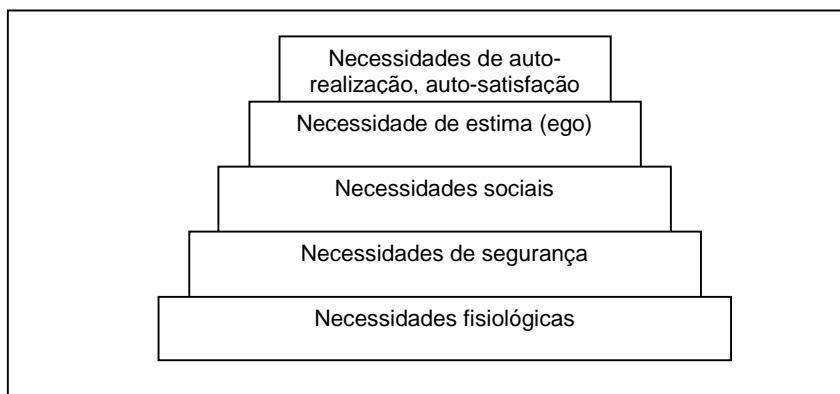 Necessidades de auto-
realização, auto-satisfação
Necessidade de estima (ego)
Necessidades sociais
Necessidades de segurança
Necessidades fisiológicas